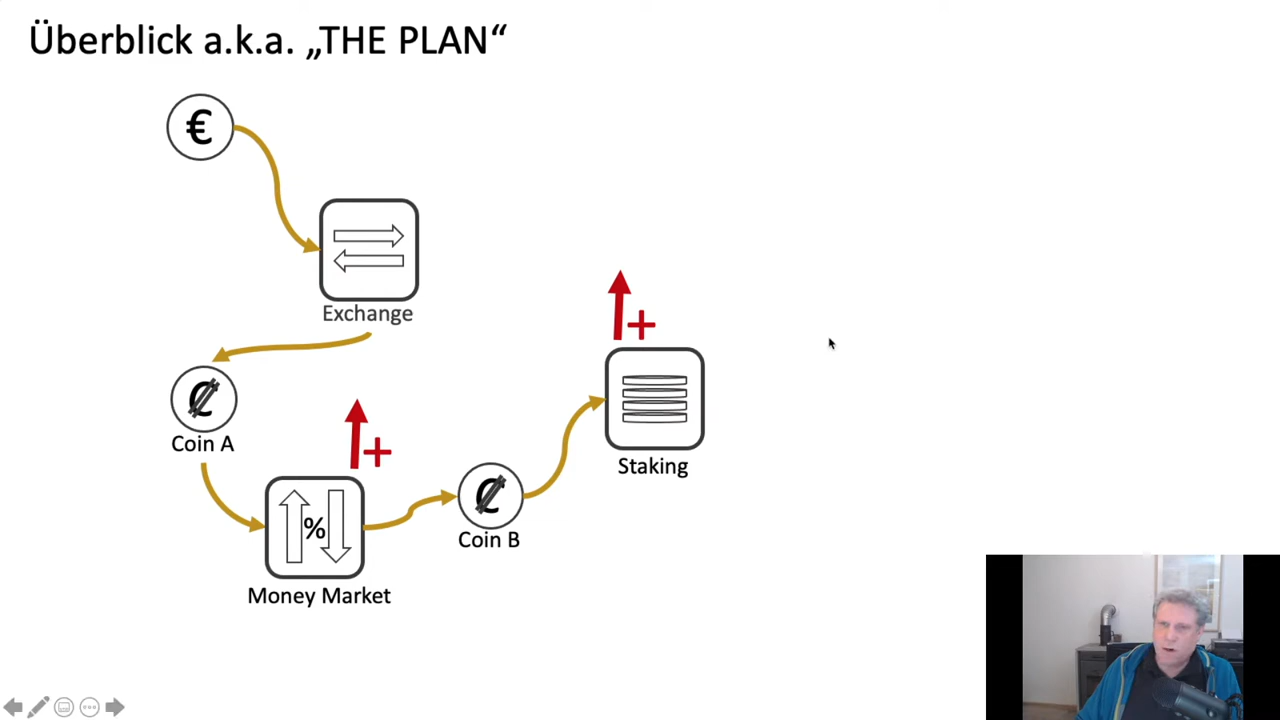 Überblick a.k.a. „THE PLAN“
€
Exchange
₡
Coin A
%
Money Market
₡
Coin B
Staking
+
+